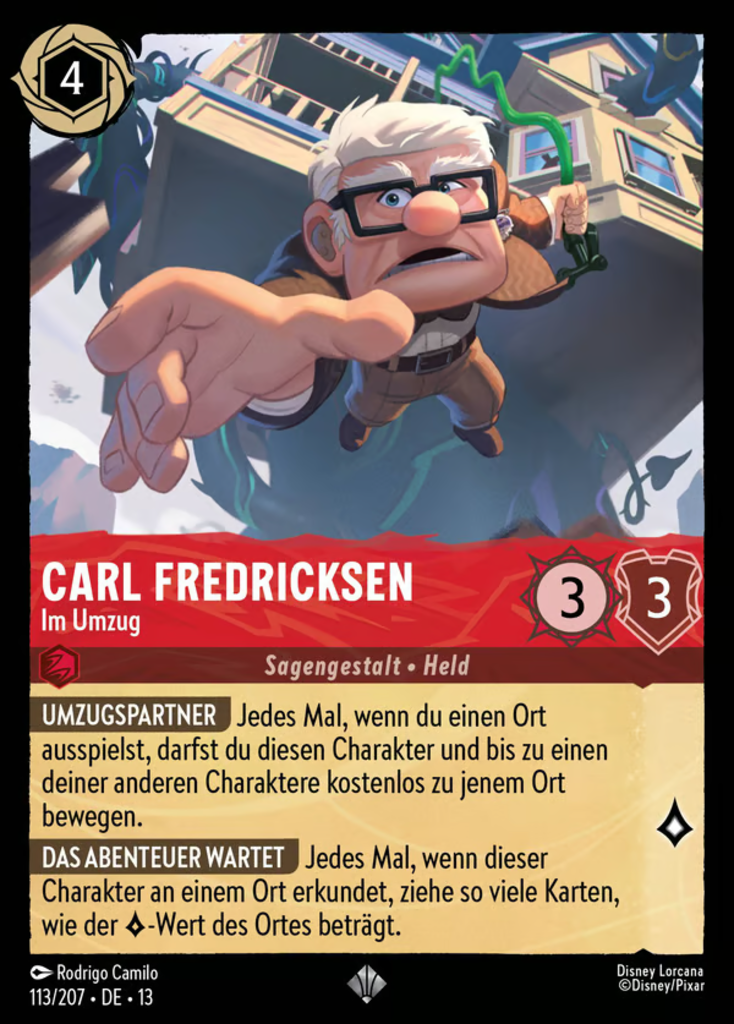 4
CARL FREDRICKSEN
Im Umzug
3
3
Sagengestalt • Held
UMZUGSPARTNER Jedes Mal, wenn du einen Ort
ausspielst, darfst du diesen Charakter und bis zu einen
deiner anderen Charaktere kostenlos zu jenem Ort
bewegen.
DAS ABENTEUER WARTET Jedes Mal, wenn dieser
Charakter an einem Ort erkundet, ziehe so viele Karten,
wie der -Wert des Ortes beträgt.
Rodrigo Camilo
113/207 • DE • 13
Disney Lorcana
©Disney/Pixar